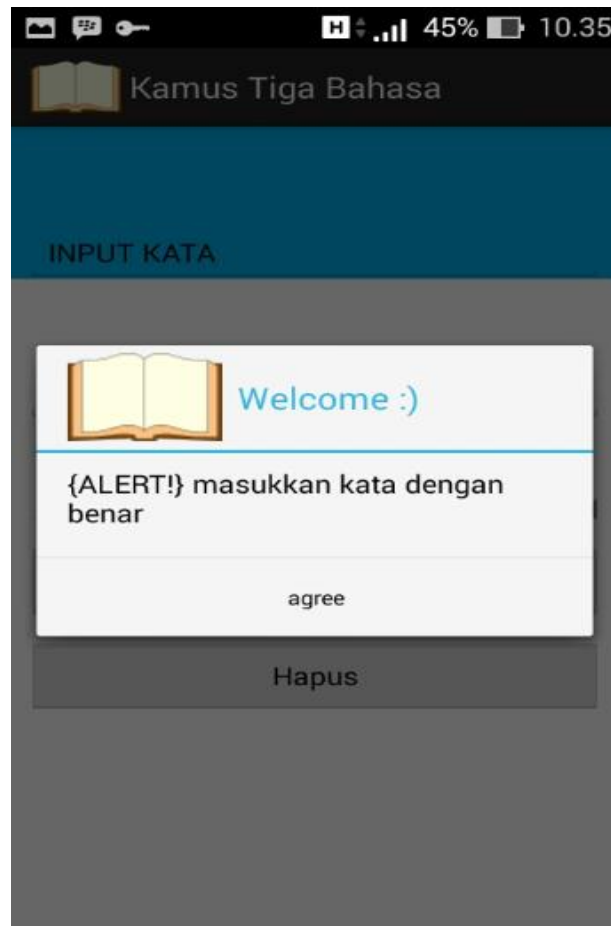 H 45% 10.35
Kamus Tiga Bahasa
INPUT KATA
Welcome :)
{ALERT!} masukkan kata dengan
benar
agree
Hapus